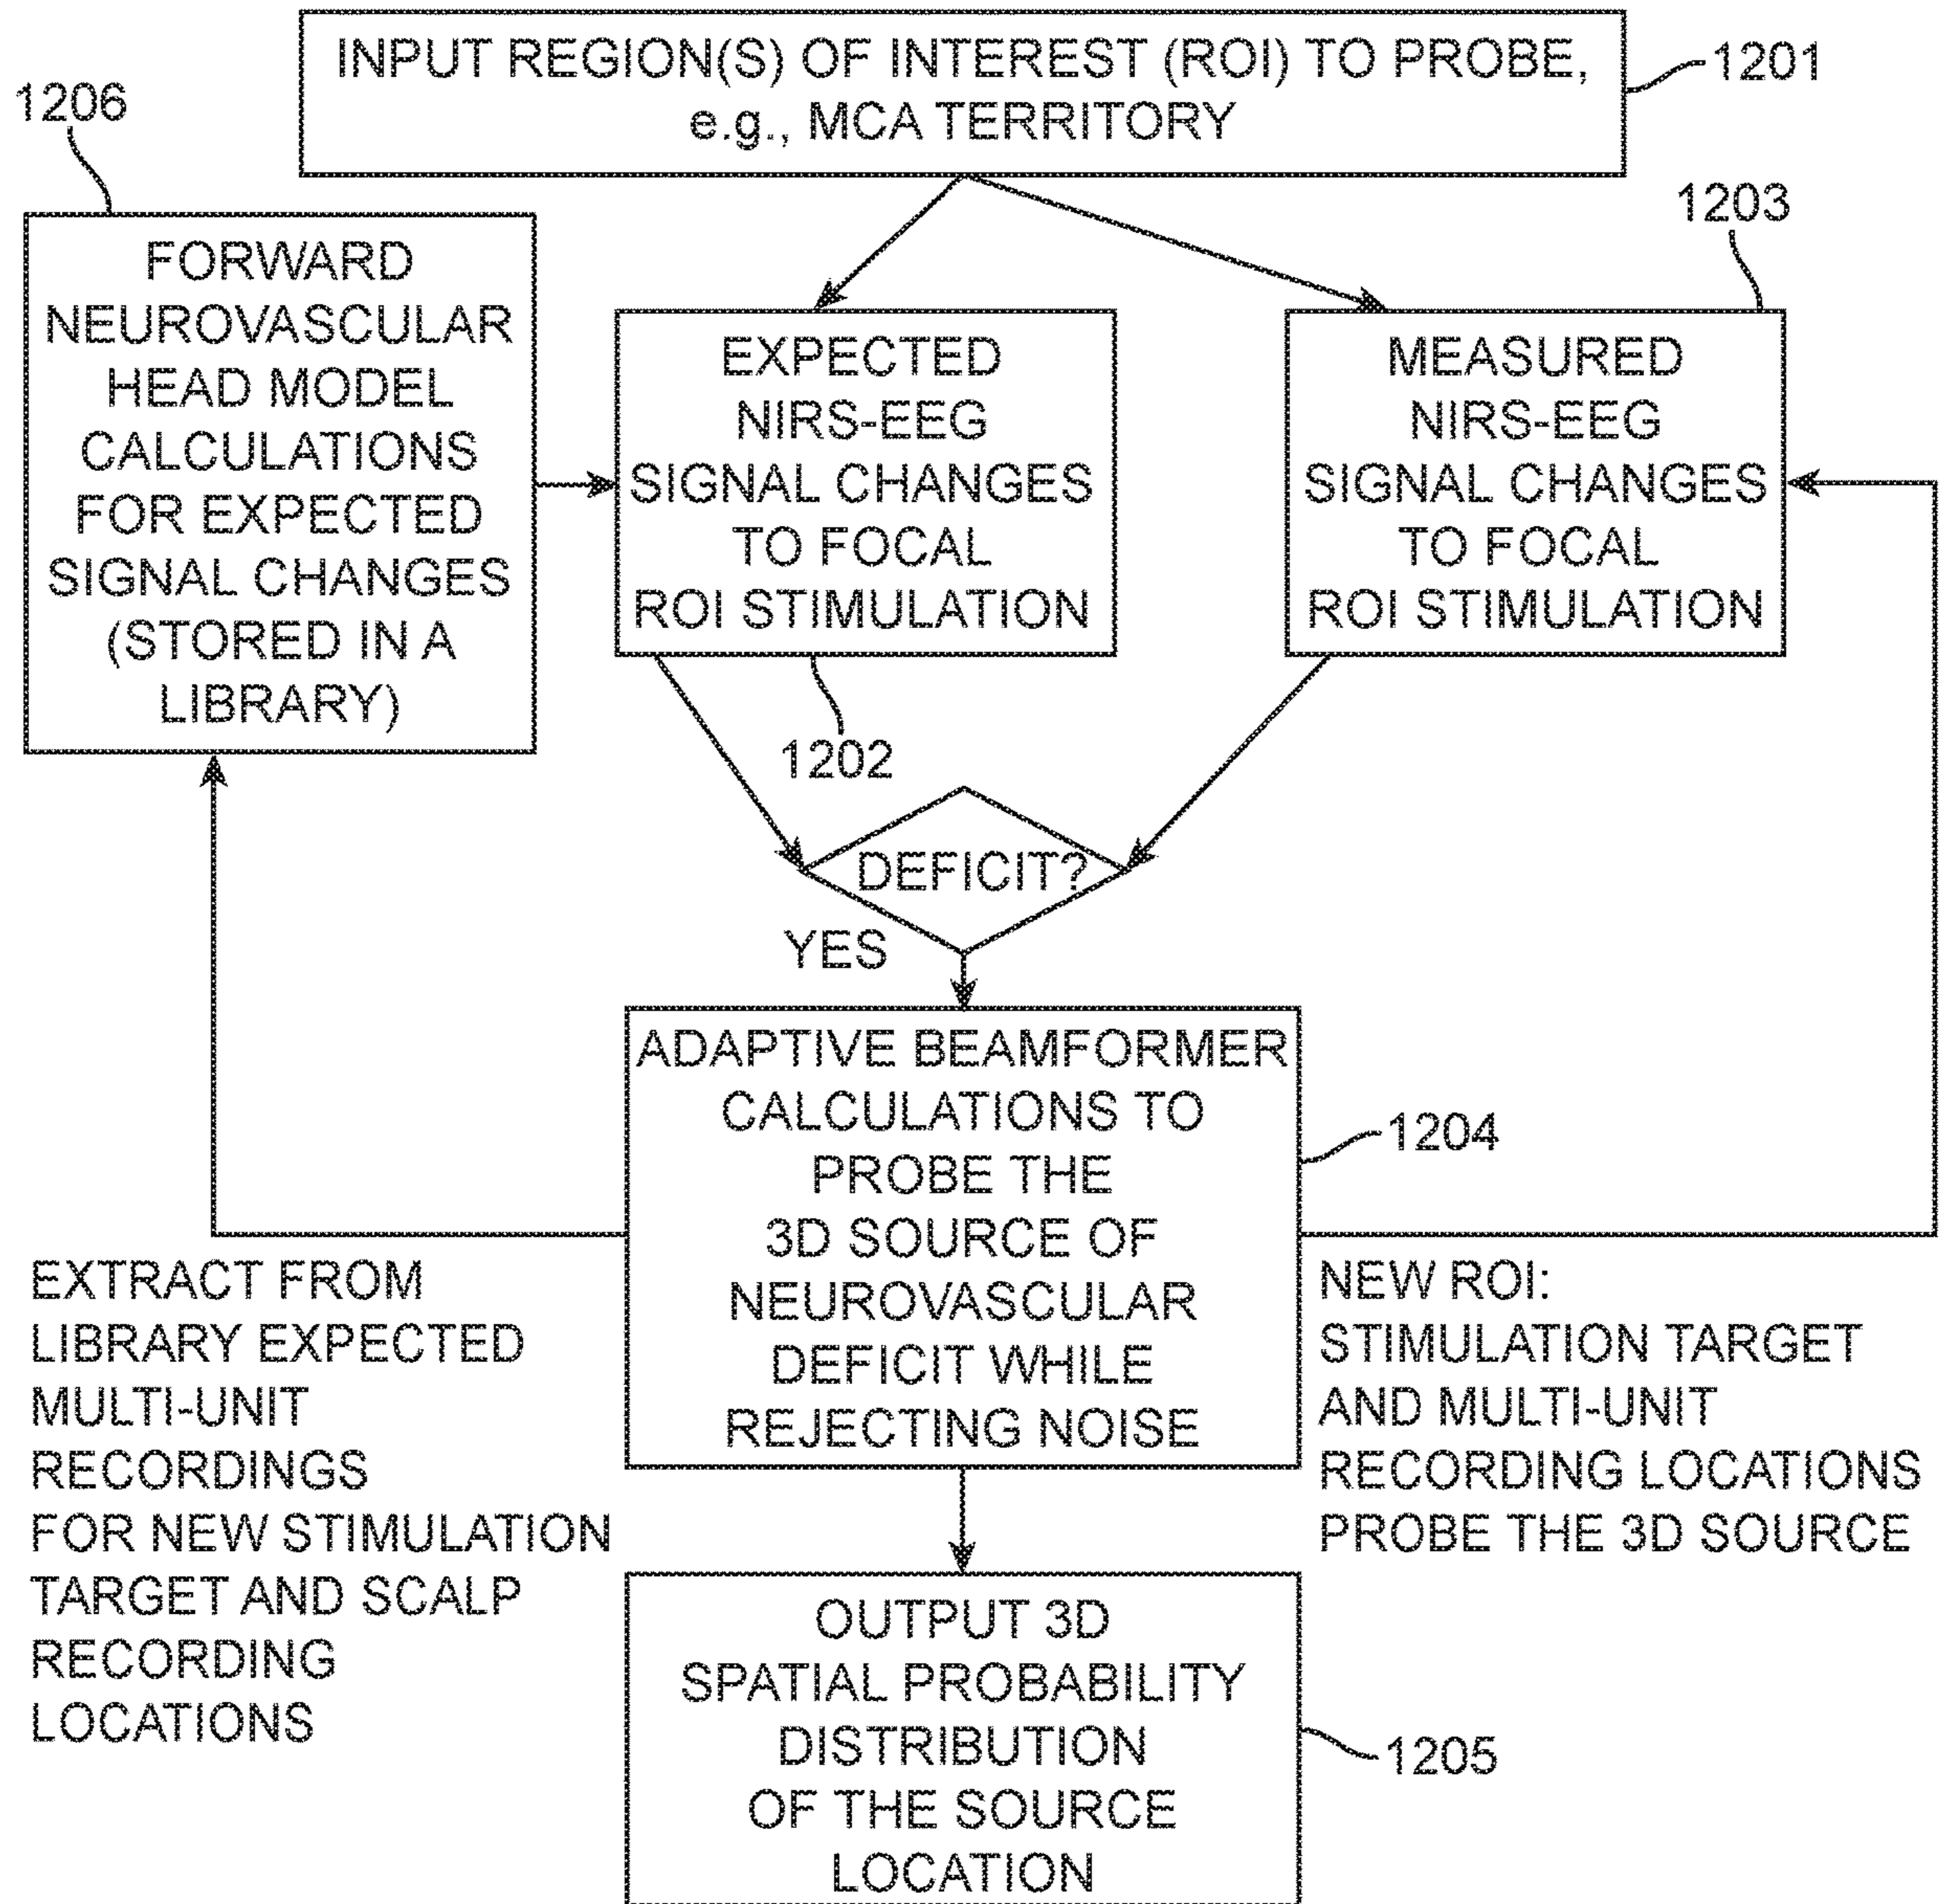 INPUT REGION(S) OF INTEREST (ROI) TO PROBE,
e.g., MCA TERRITORY
1201
1206
FORWARD
NEUROVASCULAR
HEAD MODEL
CALCULATIONS
FOR EXPECTED
SIGNAL CHANGES
(STORED IN A
LIBRARY)
EXPECTED
NIRS-EEG
SIGNAL CHANGES
TO FOCAL
ROI STIMULATION
1202
1203
MEASURED
NIRS-EEG
SIGNAL CHANGES
TO FOCAL
ROI STIMULATION
DEFICIT?
YES
ADAPTIVE BEAMFORMER
CALCULATIONS TO
PROBE THE
3D SOURCE OF
NEUROVASCULAR
DEFICIT WHILE
REJECTING NOISE
1204
EXTRACT FROM
LIBRARY EXPECTED
MULTI-UNIT
RECORDINGS
FOR NEW STIMULATION
TARGET AND SCALP
RECORDING
LOCATIONS
NEW ROI:
STIMULATION TARGET
AND MULTI-UNIT
RECORDING LOCATIONS
PROBE THE 3D SOURCE
OUTPUT 3D
SPATIAL PROBABILITY
DISTRIBUTION
OF THE SOURCE
LOCATION
1205